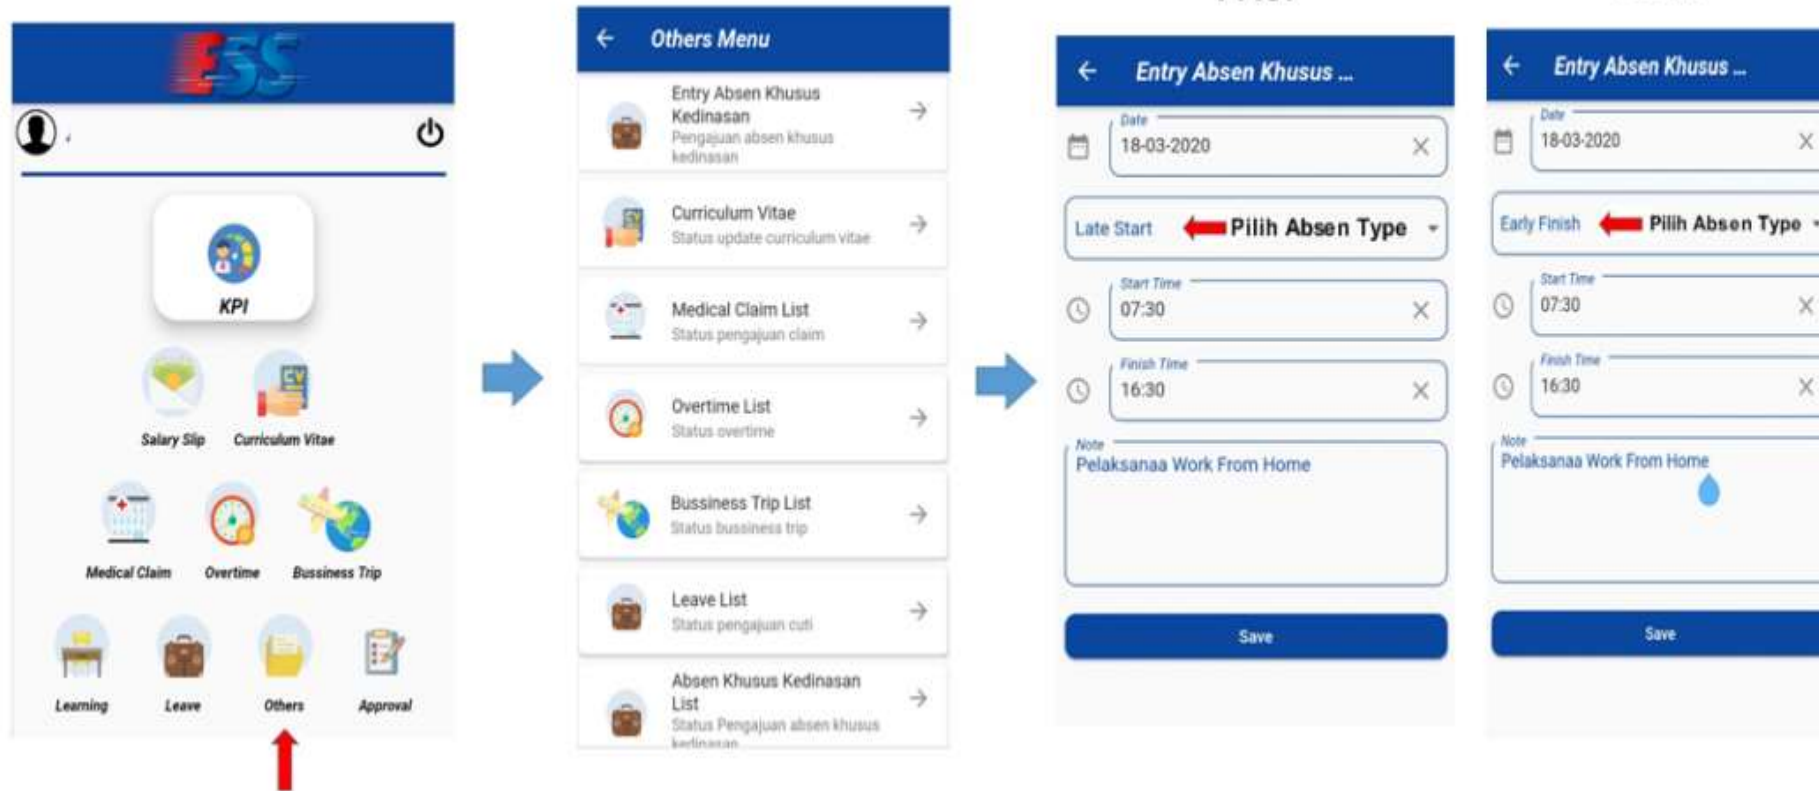 ESS
KPI
Salary Slip
Curriculum Vitae
Medical Claim
Overtime
Bussiness Trip
Learning
Leave
Others
Approval
Others Menu
Entry Absen Khusus
Kedinasan
Pengajuan absen khusus
kedinasan
Curriculum Vitae
Status update curriculum vitae
Medical Claim List
Status pengajuan claim
Overtime List
Status overtime
Bussiness Trip List
Status bussiness trip
Leave List
Status pengajuan cuti
Absen Khusus Kedinasan
List
Status Pengajuan absen khusus
kedinasan
Entry Absen Khusus ...
Date
18-03-2020
Late Start Pilih Absen Type
Start Time
07:30
Finish Time
16:30
Note
Pelaksanaa Work From Home
Save
Entry Absen Khusus ...
Date
18-03-2020
Early Finish Pilih Absen Type
Start Time
07:30
Finish Time
16:30
Note
Pelaksanaa Work From Home
Save